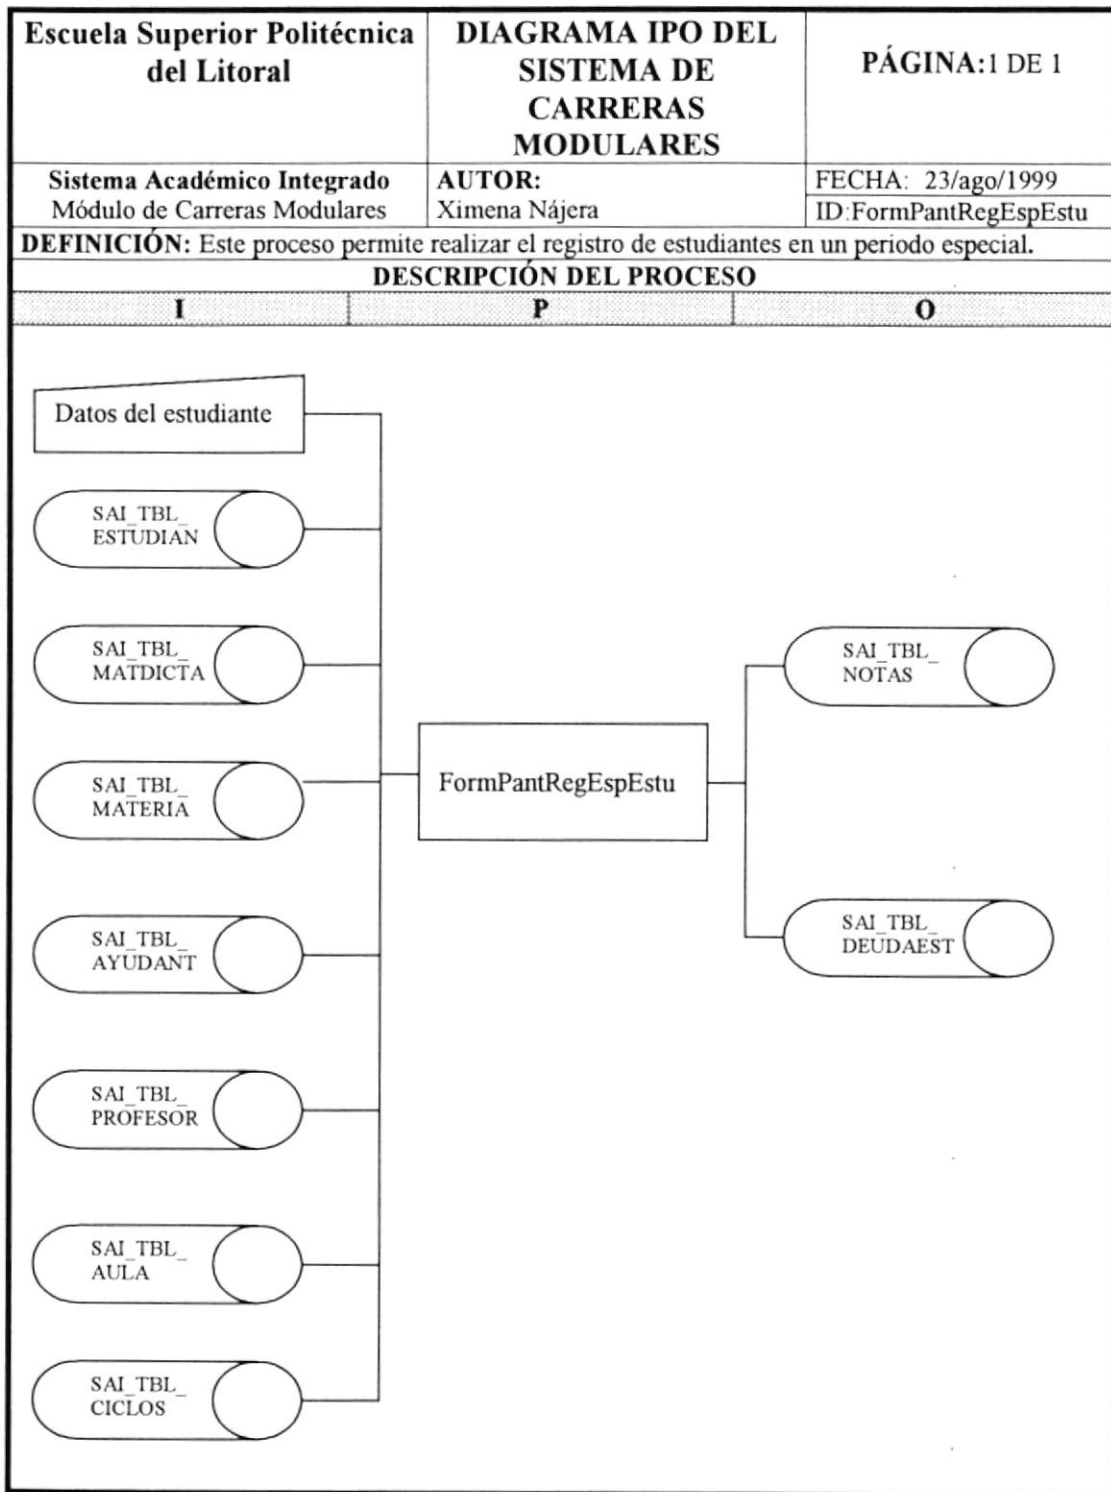 Escuela Superior Politécnica
del Litoral
DIAGRAMA IPO DEL
SISTEMA DE
CARRERAS
MODULARES
PÁGINA:1 DE 1
Sistema Académico Integrado
Módulo de Carreras Modulares
AUTOR:
Ximena Nájera
FECHA: 23/ago/1999
ID:FormPantRegEspEstu
DEFINICIÓN: Este proceso permite realizar el registro de estudiantes en un periodo especial.
DESCRIPCIÓN DEL PROCESO
I P O
Datos del estudiante
SAI_TBL_
ESTUDIAN
SAI_TBL_
MATDICTA
SAI_TBL_
MATERIA
SAI_TBL_
AYUDANT
SAI_TBL_
PROFESOR
SAI_TBL_
AULA
SAI_TBL_
CICLOS
FormPantRegEspEstu
SAI_TBL_
NOTAS
SAI_TBL_
DEUDAEST